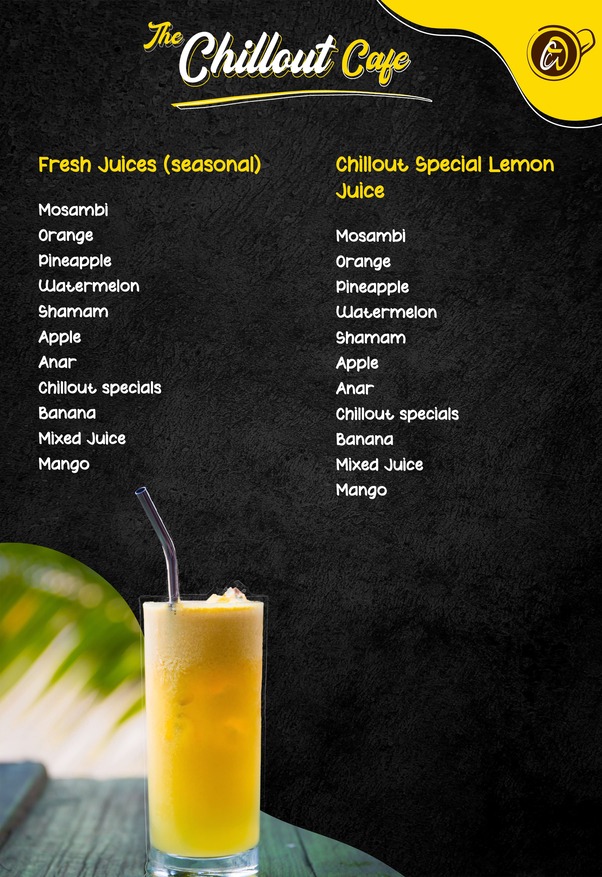 The Chillout Cafe
Fresh Juices (seasonal)
Mosambi
Orange
Pineapple
Watermelon
Shamam
Apple
Anar
Chillout specials
Banana
Mixed Juice
Mango
Chillout Special Lemon
Juice
Mosambi
Orange
Pineapple
Watermelon
Shamam
Apple
Anar
Chillout specials
Banana
Mixed Juice
Mango